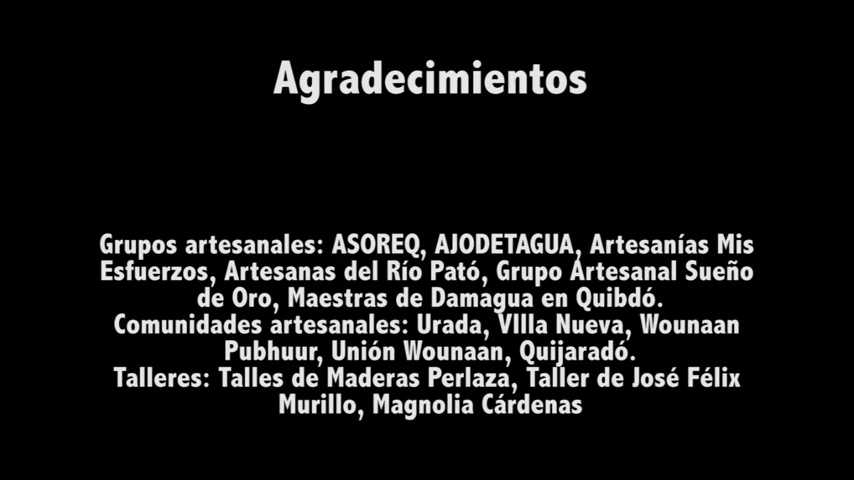 Agradecimientos
Grupos artesanales: ASOREQ, AJODETAGUA, Artesanías Mis
Esfuerzos, Artesanas del Río Pató, Grupo Artesanal Sueño
de Oro, Maestras de Damagua en Quibdó.
Comunidades artesanales: Urada, VIlla Nueva, Wounaan
Pubhuur, Unión Wounaan, Quijaradó.
Talleres: Talles de Maderas Perlaza, Taller de José Félix
Murillo, Magnolia Cárdenas